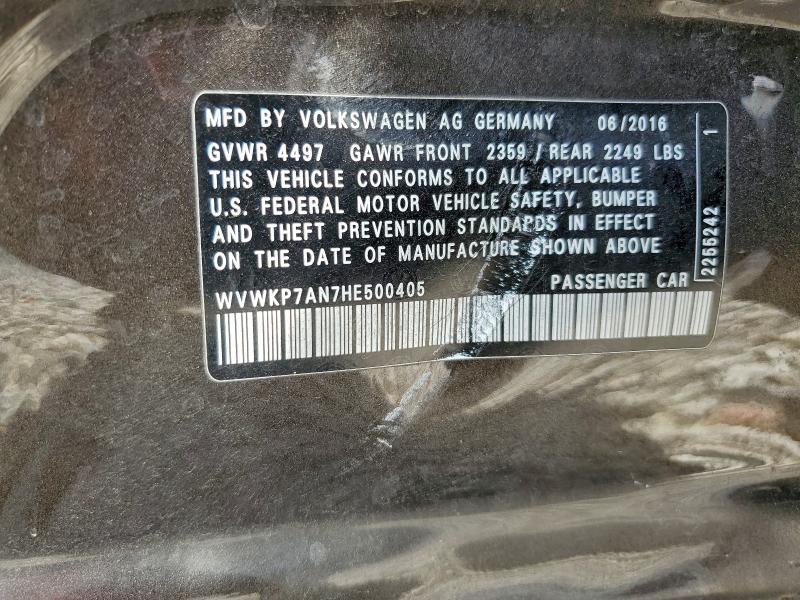 MFD BY VOLKSWAGEN AG GERMANY 06/2016
GVWR 4497 GAWR FRONT 2359 / REAR 2249 LBS
THIS VEHICLE CONFORMS TO ALL APPLICABLE
U.S. FEDERAL MOTOR VEHICLE SAFETY, BUMPER
AND THEFT PREVENTION STANDARDS IN EFFECT
ON THE DATE OF MANUFACTURE SHOWN ABOVE
WVWKP7AN7HE500405 PASSENGER CAR
2255242 1